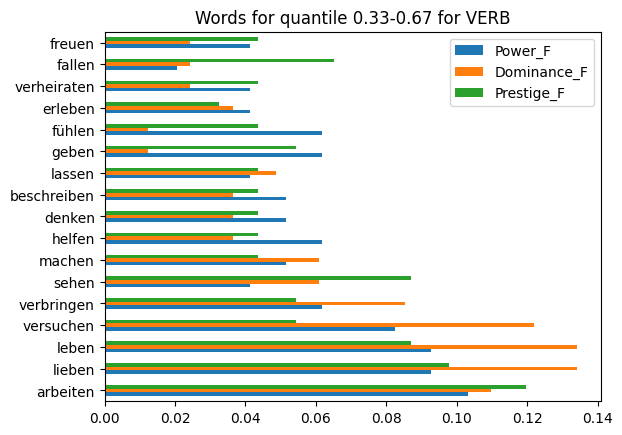 Words for quantile 0.33-0.67 for VERB
freuen
fallen
verheiraten
erleben
fühlen
geben
lassen
beschreiben
denken
helfen
machen
sehen
verbringen
versuchen
leben
lieben
arbeiten
Power_F
Dominance_F
Prestige_F
0.00 0.02 0.04 0.06 0.08 0.10 0.12 0.14